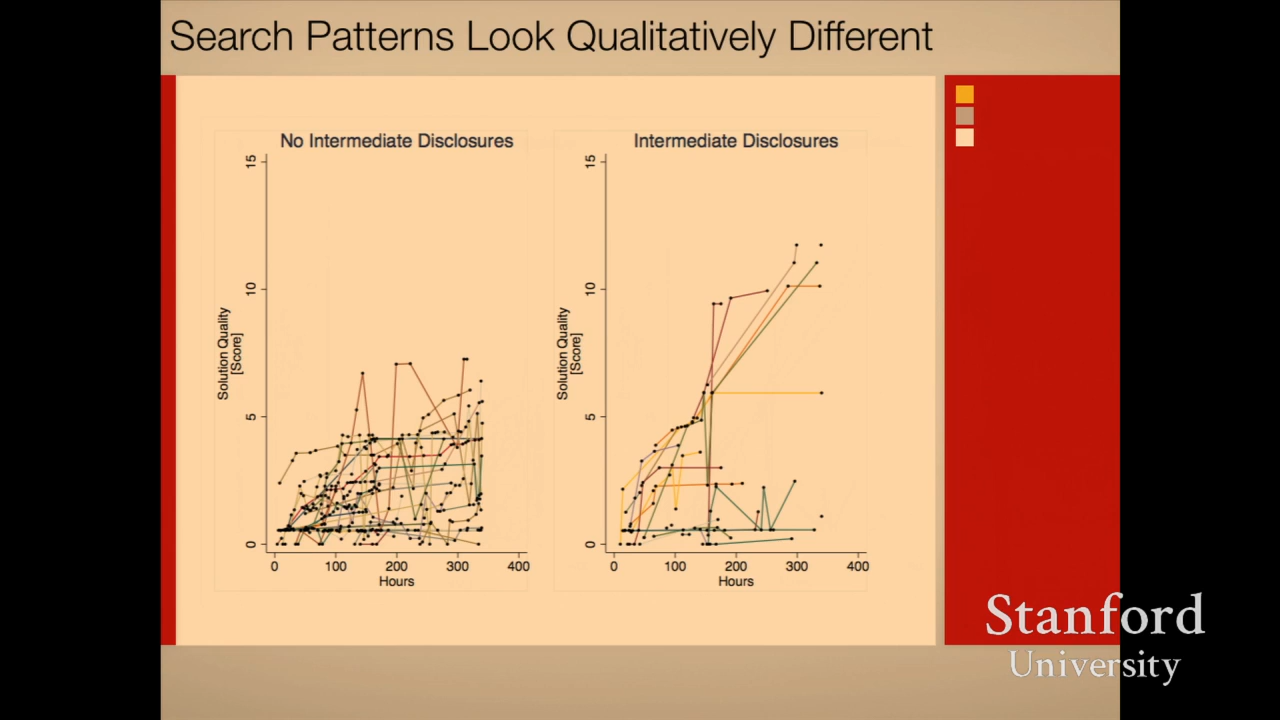 Search Patterns Look Qualitatively Different
No Intermediate Disclosures
15
10
5
0
Solution Quality
[Score]
0 100 200 300 400
Hours
Intermediate Disclosures
15
10
5
0
Solution Quality
[Score]
0 100 200 300 400
Hours
Stanford
University